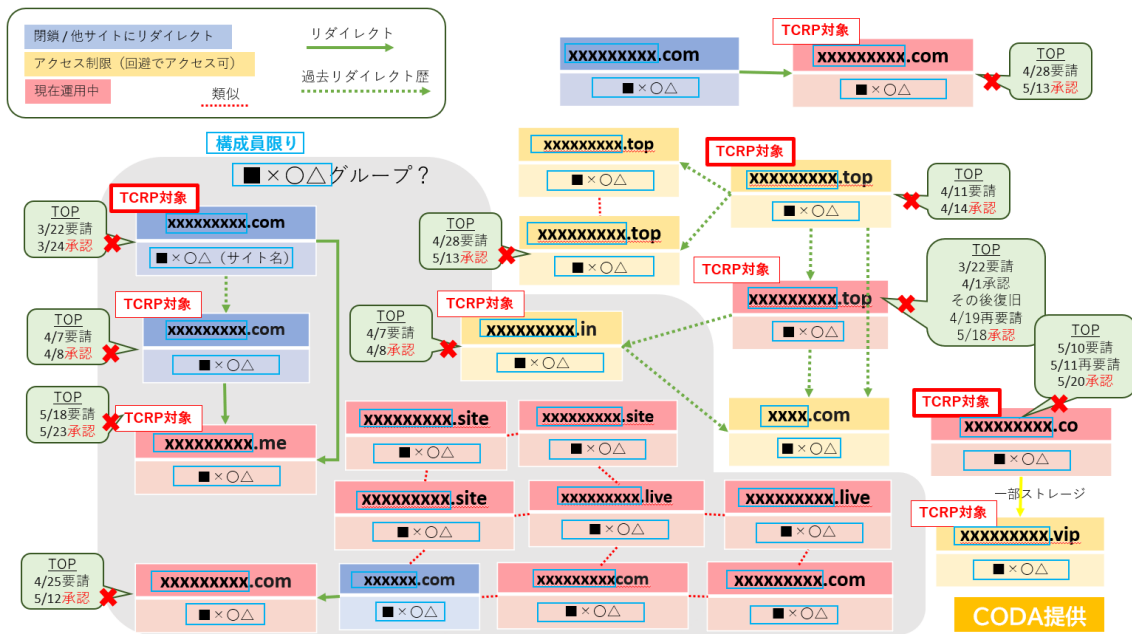 閉鎖/他サイトにリダイレクト
アクセス制限（回避でアクセス可）
現在運用中
リダイレクト
過去リダイレクト歴
類似
xxxxxxxxx.com
■×〇△
TCRP対象
xxxxxxxxx.com
■×〇△
TOP
4/28要請
5/13承認
構成員限り
■×〇△グループ？
TCRP対象
xxxxxxxxx.com
■×〇△（サイト名）
TOP
3/22要請
3/24承認
TCRP対象
xxxxxxxxx.com
■×〇△
TOP
4/7要請
4/8承認
TCRP対象
xxxxxxxxx.me
■×〇△
TOP
5/18要請
5/23承認
xxxxxxxxx.top
■×〇△
xxxxxxxxx.top
■×〇△
TOP
4/28要請
5/13承認
TCRP対象
xxxxxxxxx.top
■×〇△
TOP
4/11要請
4/14承認
TCRP対象
xxxxxxxxx.top
■×〇△
TOP
3/22要請
4/1承認
その後復旧
4/19再要請
5/18承認
TCRP対象
xxxxxxxxx.in
■×〇△
TOP
4/7要請
4/8承認
xxxx.com
■×〇△
TOP
5/10要請
5/11再要請
5/20承認
TCRP対象
xxxxxxxxx.co
■×〇△
一部ストレージ
TCRP対象
xxxxxxxxx.vip
■×〇△
xxxxxxxxx.site
■×〇△
xxxxxxxxx.site
■×〇△
xxxxxxxxx.site
■×〇△
xxxxxxxxx.live
■×〇△
xxxxxxxxx.live
■×〇△
TOP
4/25要請
5/12承認
xxxxxxxxx.com
■×〇△
xxxxxx.com
■×〇△
xxxxxxxxxcom
■×〇△
xxxxxxxxx.com
■×〇△
CODA提供